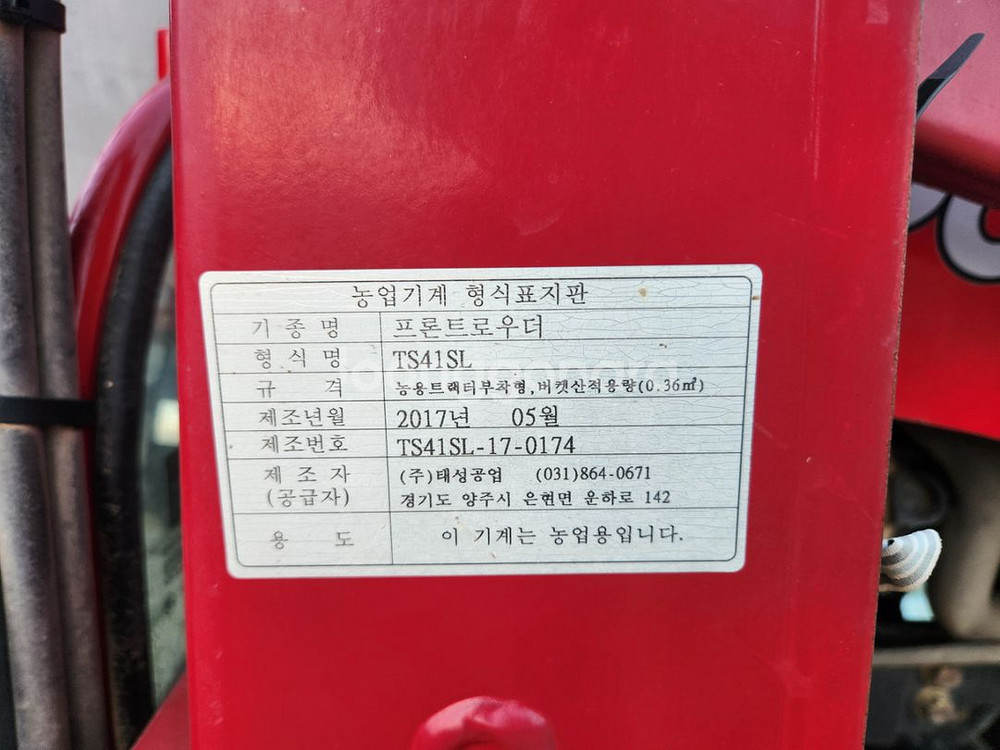 농업기계 형식표지판
기 종 명 프론트로우더
형 식 명 TS41SL
규 격 농용트랙터부착형,버켓산적용량(0.36㎥)
제조년월 2017년 05월
제조번호 TS41SL-17-0174
제 조 자 (주)태성공업 (031)864-0671
(공급자) 경기도 양주시 은현면 운하로 142
용 도 이 기계는 농업용입니다.